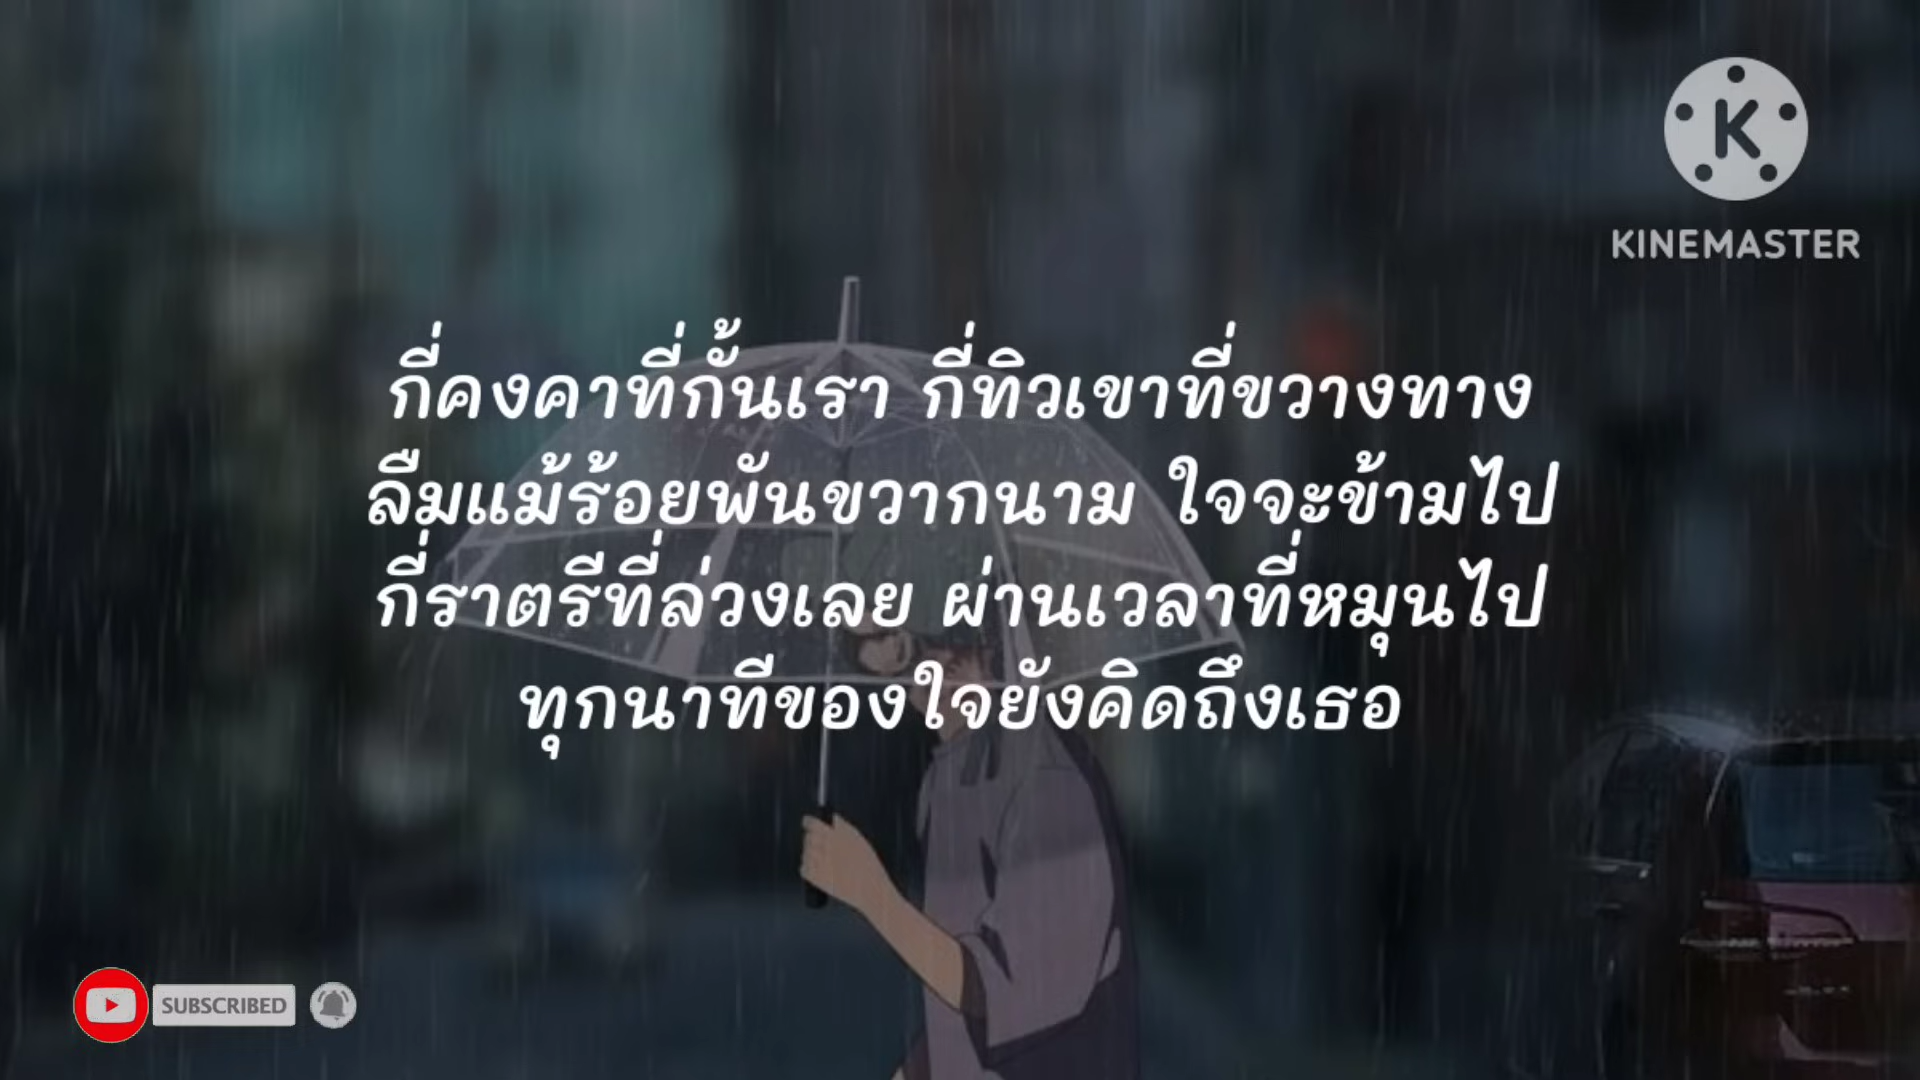 KINEMASTER
กี่คงคาที่กั้นเรา กี่ทิวเขาที่ขวางทาง
ลืมแม้ร้อยพันขวากนาม ใจจะข้ามไป
กี่ราตรีที่ล่วงเลย ผ่านเวลาที่หมุนไป
ทุกนาทีของใจยังคิดถึงเธอ
SUBSCRIBED